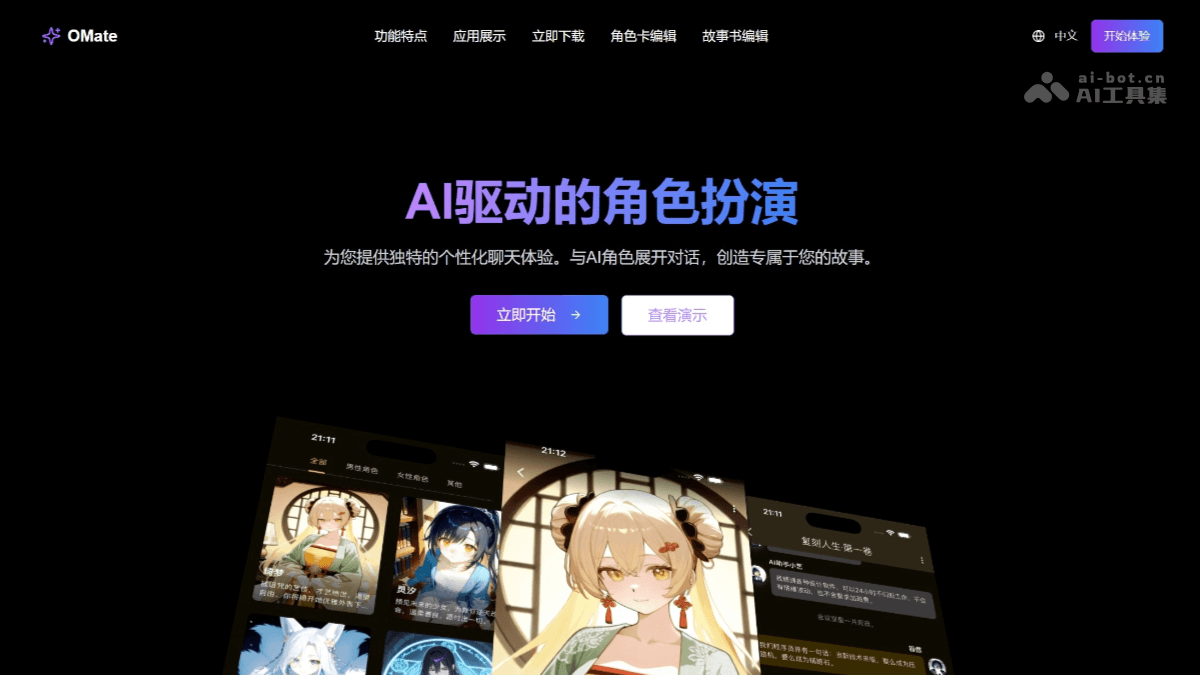 OMate
功能特点
应用展示
立即下载
角色卡编辑
故事书编辑
中文
开始体验
ai-bot.cn
AI工具集
AI驱动的角色扮演
为您提供独特的个性化聊天体验。与AI角色展开对话，创造专属于您的故事。
立即开始 →
查看演示
21:11
全部
男性角色
女性角色
其他
绮梦
灵汐
21:12
21:11
复刻人生·第一卷
AI助手小艺